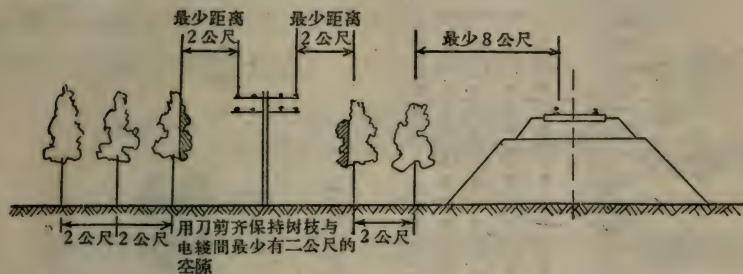 最少距离
2公尺
最少距离
2公尺
最少8公尺
2公尺
2公尺
用刀剪齐保持树枝与
电线間最少有二公尺的
空隙
2公尺